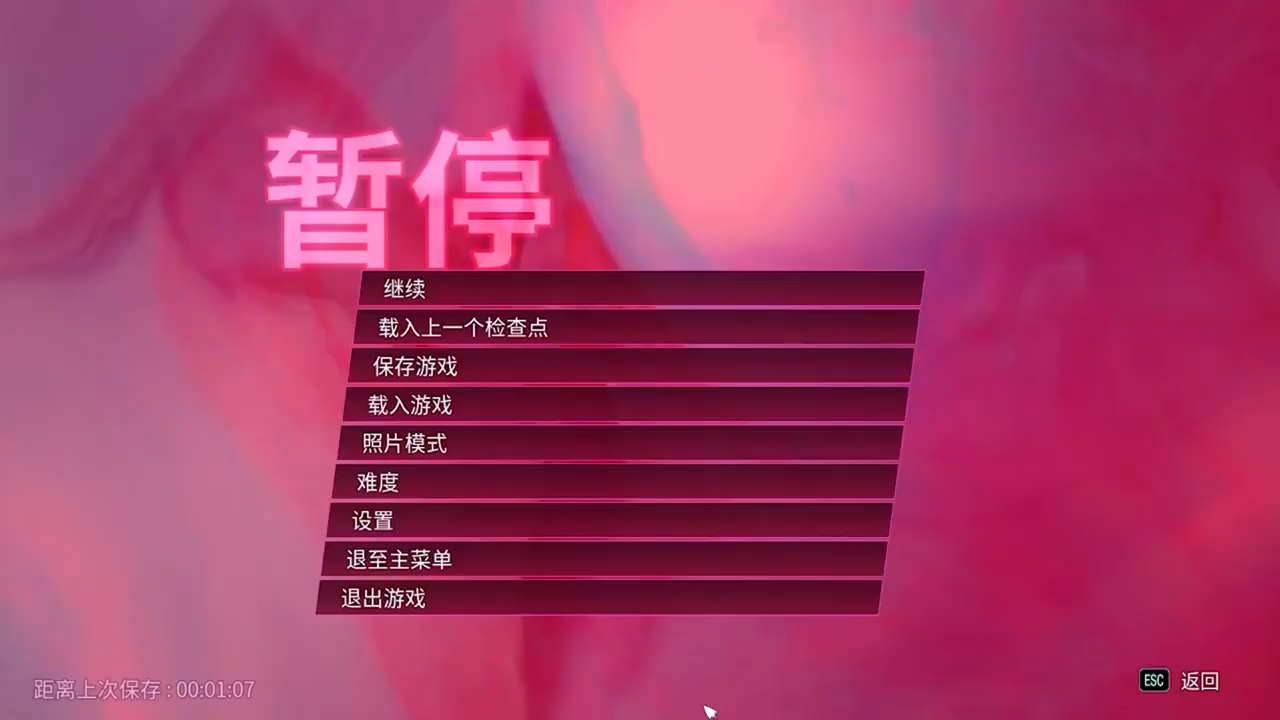 暂停
继续
载入上一个检查点
保存游戏
载入游戏
照片模式
难度
设置
退至主菜单
退出游戏
距离上次保存 : 00:01:07
ESC 返回